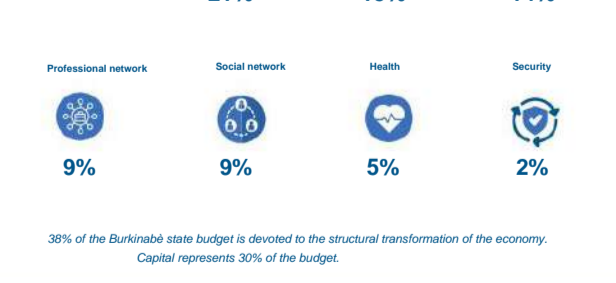 Professional network Social network Health Security
9% 9% 5% 2%
38% of the Burkinabè state budget is devoted to the structural transformation of the economy.
Capital represents 30% of the budget.